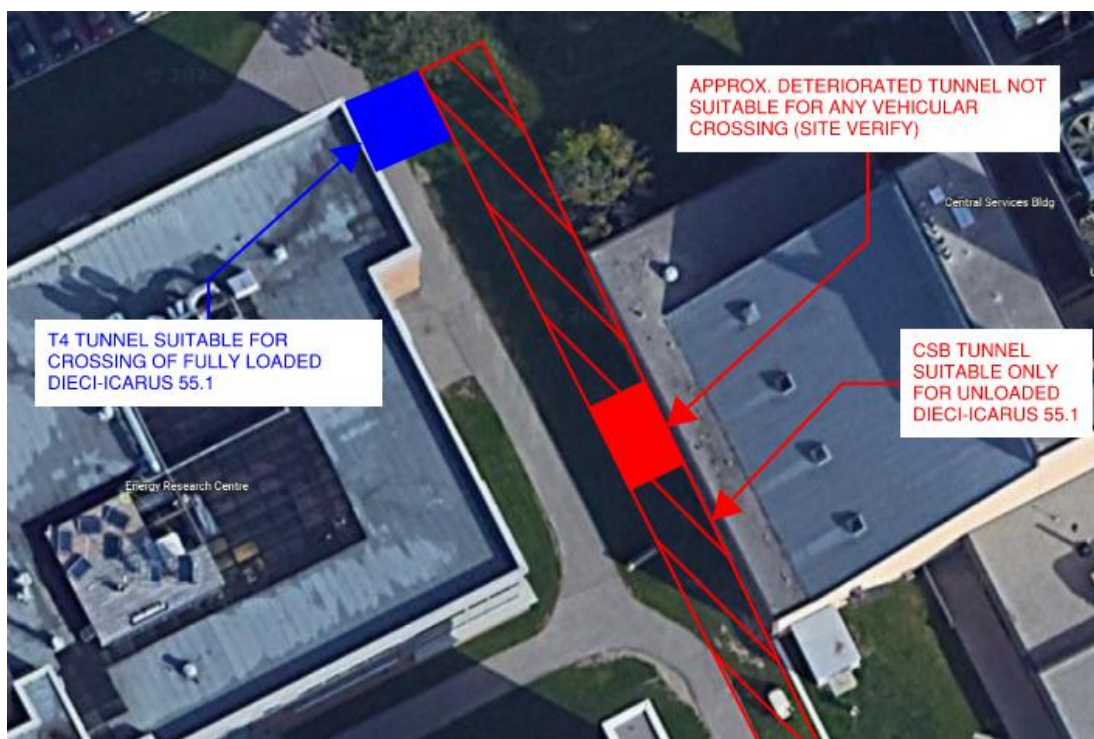 APPROX. DETERIORATED TUNNEL NOT
SUITABLE FOR ANY VEHICULAR
CROSSING (SITE VERIFY)
Central Services Bldg
T4 TUNNEL SUITABLE FOR
CROSSING OF FULLY LOADED
DIECI-ICARUS 55.1
CSB TUNNEL
SUITABLE ONLY
FOR UNLOADED
DIECI-ICARUS 55.1
Energy Research Centre